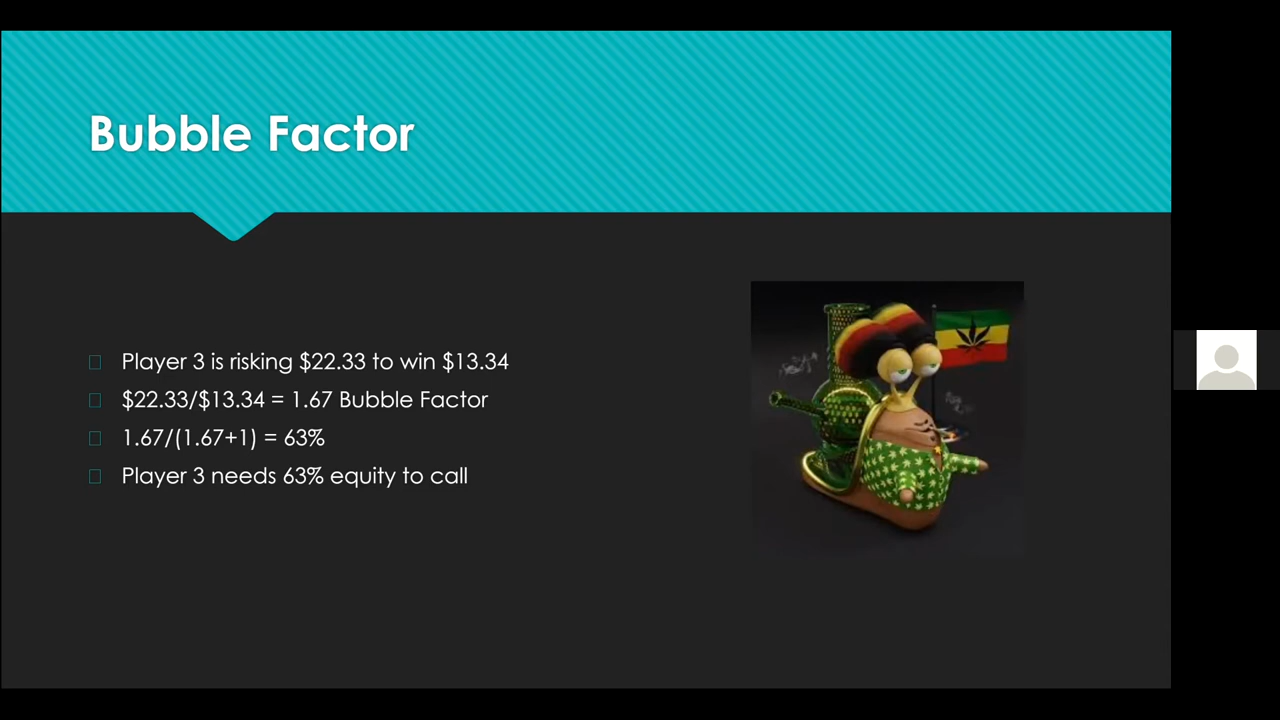 Bubble Factor
Player 3 is risking $22.33 to win $13.34
$22.33/$13.34 = 1.67 Bubble Factor
1.67/(1.67+1) = 63%
Player 3 needs 63% equity to call